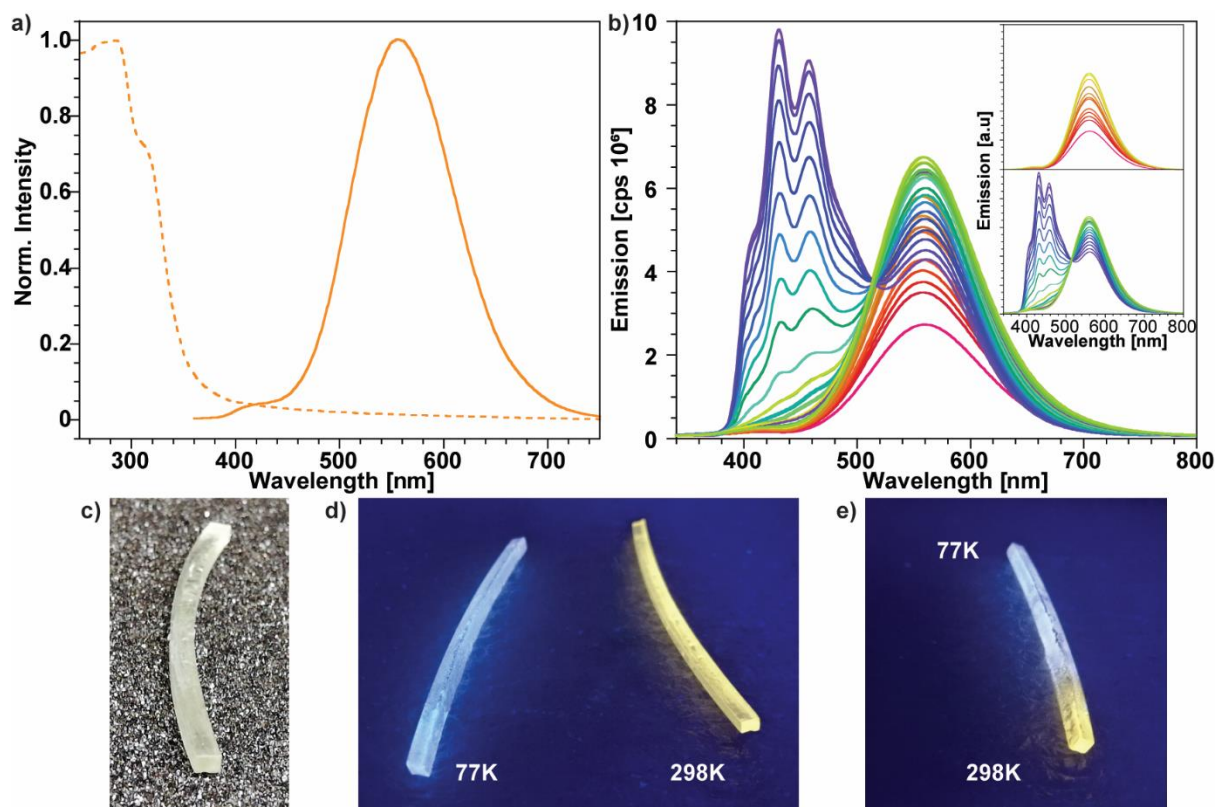 a)
Norm. Intensity
1.0
0.8
0.6
0.4
0.2
0
300 400 500 600 700
Wavelength [nm]
b)
Emission [cps 10⁶]
10
8
6
4
2
0
400 500 600 700 800
Wavelength [nm]
Emission [a.u]
400 500 600 700 800
Wavelength [nm]
c)
d)
77K
298K
e)
77K
298K